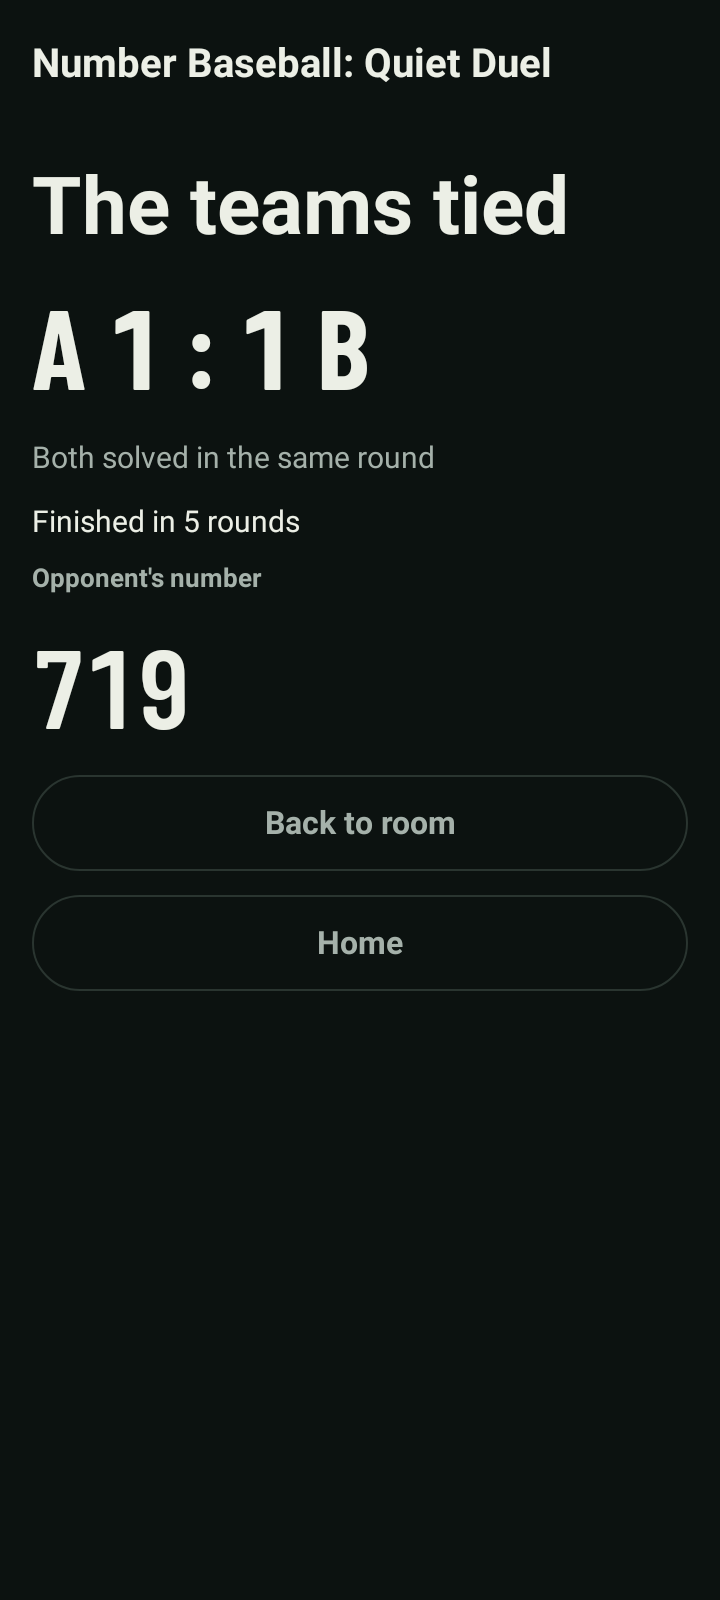 Number Baseball: Quiet Duel
The teams tied
A 1 : 1 B
Both solved in the same round
Finished in 5 rounds
Opponent's number
719
Back to room
Home